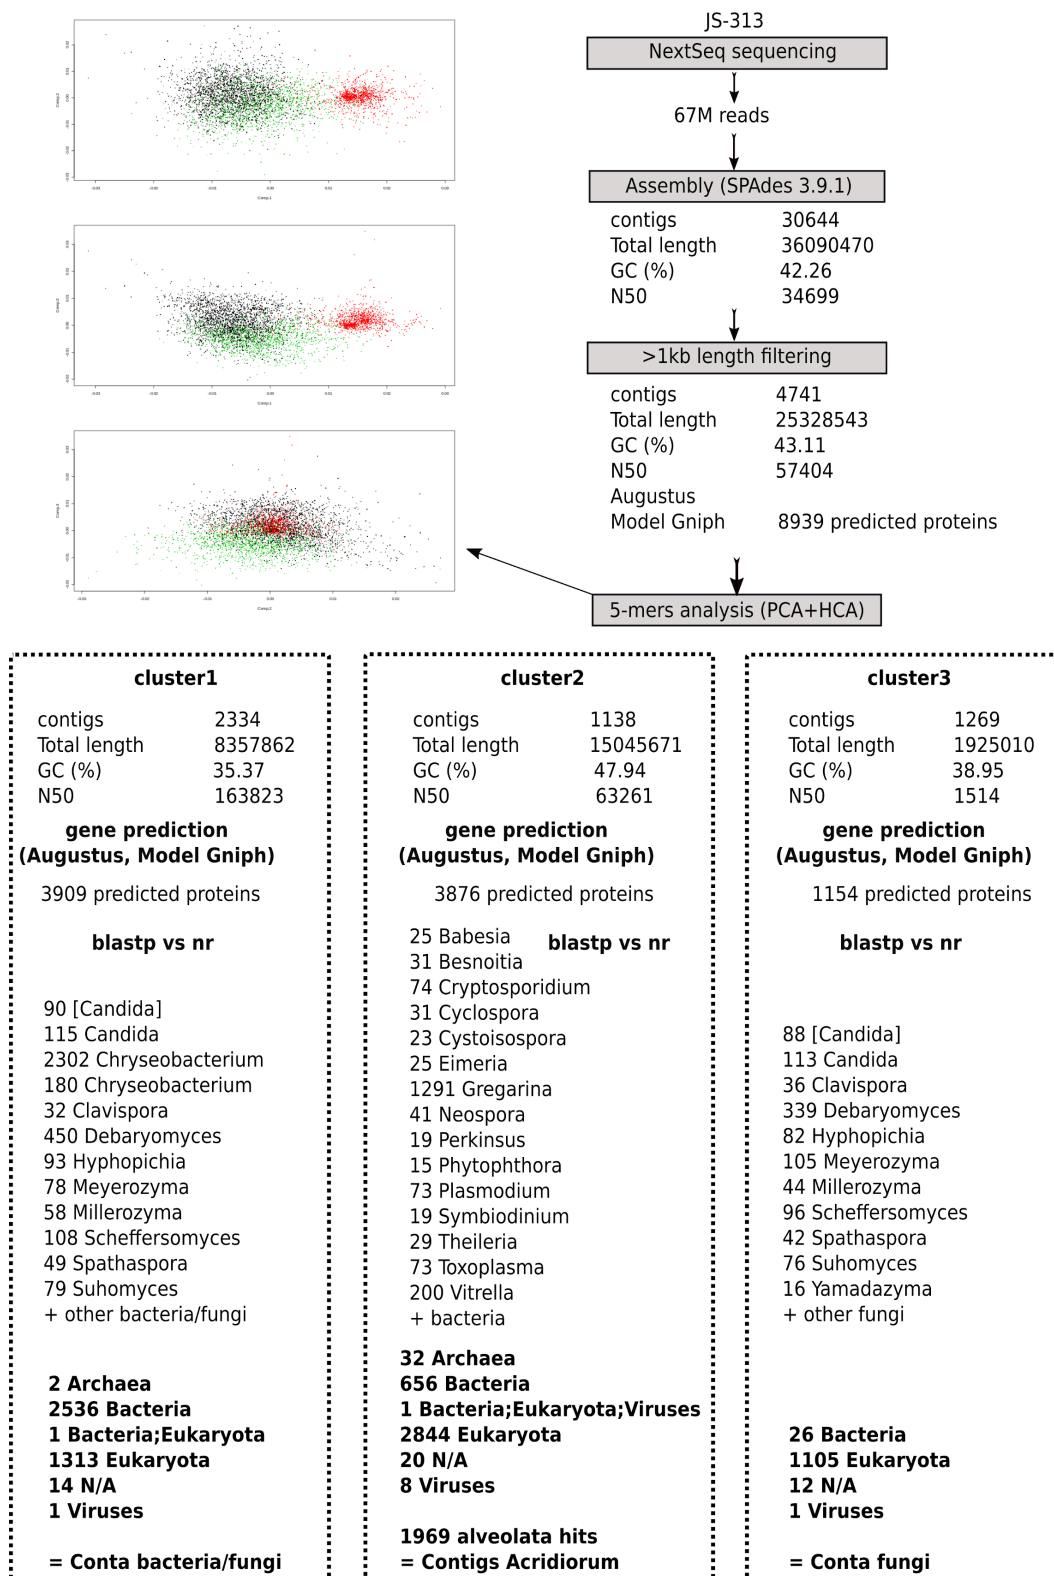 JS-313
NextSeq sequencing
67M reads
Assembly (SPAdes 3.9.1)
contigs 30644
Total length 36090470
GC (%) 42.26
N50 34699
>1kb length filtering
contigs 4741
Total length 25328543
GC (%) 43.11
N50 57404
Augustus
Model Gniph 8939 predicted proteins
5-mers analysis (PCA+HCA)
Comp.1
Comp.1
Comp.2
cluster1
contigs 2334
Total length 8357862
GC (%) 35.37
N50 163823
gene prediction
(Augustus, Model Gniph)
3909 predicted proteins
blastp vs nr
90 [Candida]
115 Candida
2302 Chryseobacterium
180 Chryseobacterium
32 Clavispora
450 Debaryomyces
93 Hyphopichia
78 Meyerozyma
58 Millerozyma
108 Scheffersomyces
49 Spathaspora
79 Suhomyces
+ other bacteria/fungi
2 Archaea
2536 Bacteria
1 Bacteria;Eukaryota
1313 Eukaryota
14 N/A
1 Viruses
= Conta bacteria/fungi
cluster2
contigs 1138
Total length 15045671
GC (%) 47.94
N50 63261
gene prediction
(Augustus, Model Gniph)
3876 predicted proteins
blastp vs nr
25 Babesia
31 Besnoitia
74 Cryptosporidium
31 Cyclospora
23 Cystoisospora
25 Eimeria
1291 Gregarina
41 Neospora
19 Perkinsus
15 Phytophthora
73 Plasmodium
19 Symbiodinium
29 Theileria
73 Toxoplasma
200 Vitrella
+ bacteria
32 Archaea
656 Bacteria
1 Bacteria;Eukaryota;Viruses
2844 Eukaryota
20 N/A
8 Viruses
1969 alveolata hits
= Contigs Acridiorum
cluster3
contigs 1269
Total length 1925010
GC (%) 38.95
N50 1514
gene prediction
(Augustus, Model Gniph)
1154 predicted proteins
blastp vs nr
88 [Candida]
113 Candida
36 Clavispora
339 Debaryomyces
82 Hyphopichia
105 Meyerozyma
44 Millerozyma
96 Scheffersomyces
42 Spathaspora
76 Suhomyces
16 Yamadazyma
+ other fungi
26 Bacteria
1105 Eukaryota
12 N/A
1 Viruses
= Conta fungi